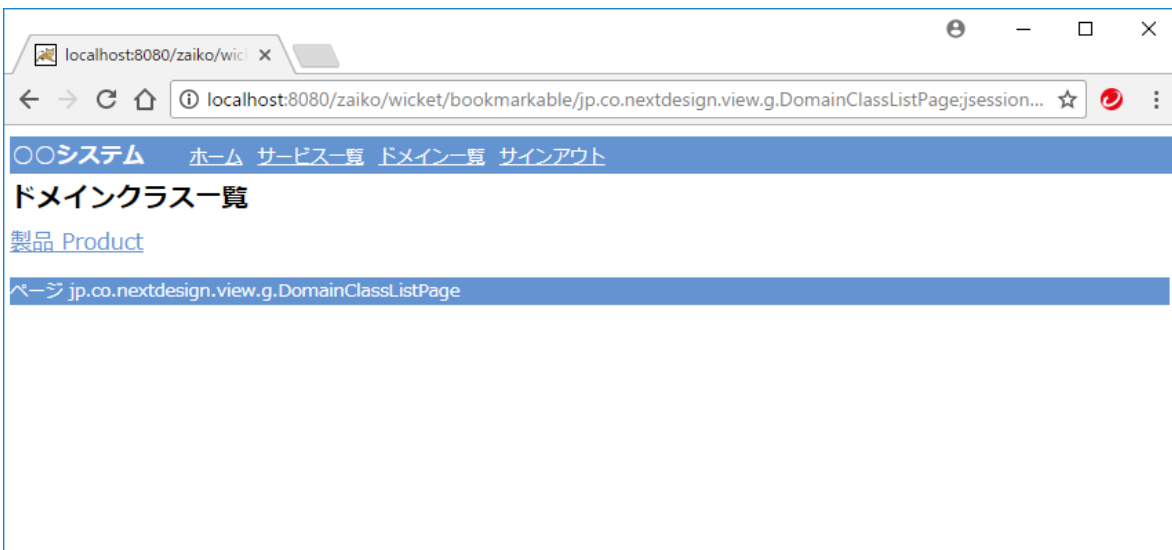 localhost:8080/zaiko/wic
localhost:8080/zaiko/wicket/bookmarkable/jp.co.nextdesign.view.g.DomainClassListPage;jsession...
○○システム ホーム サービス一覧 ドメイン一覧 サインアウト
ドメインクラス一覧
製品 Product
ページ jp.co.nextdesign.view.g.DomainClassListPage